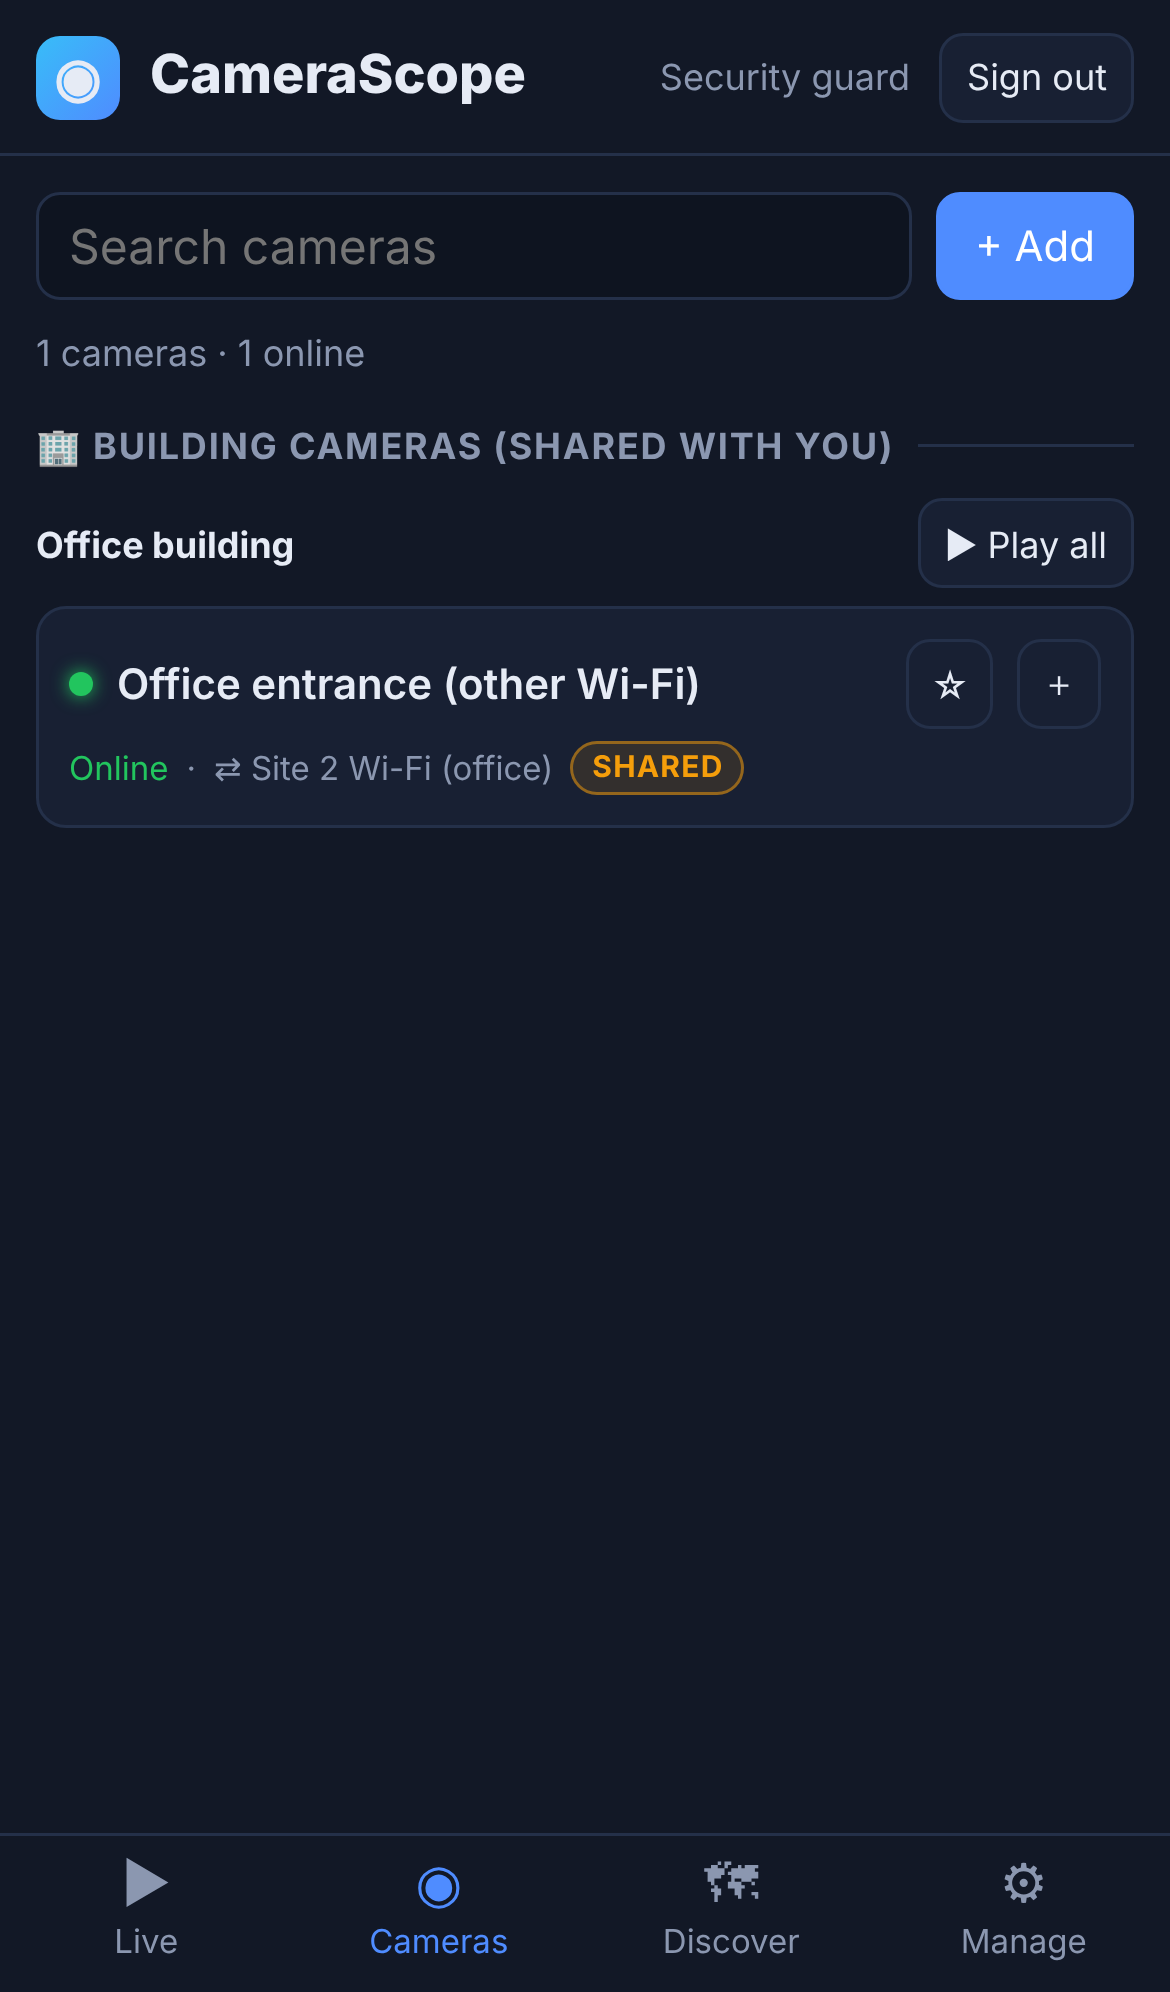 CameraScope
Security guard
Sign out
Search cameras
+ Add
1 cameras · 1 online
🏢 BUILDING CAMERAS (SHARED WITH YOU)
Office building
▶ Play all
Office entrance (other Wi-Fi)
☆ +
Online · ⇄ Site 2 Wi-Fi (office) SHARED
Live
Cameras
Discover
Manage